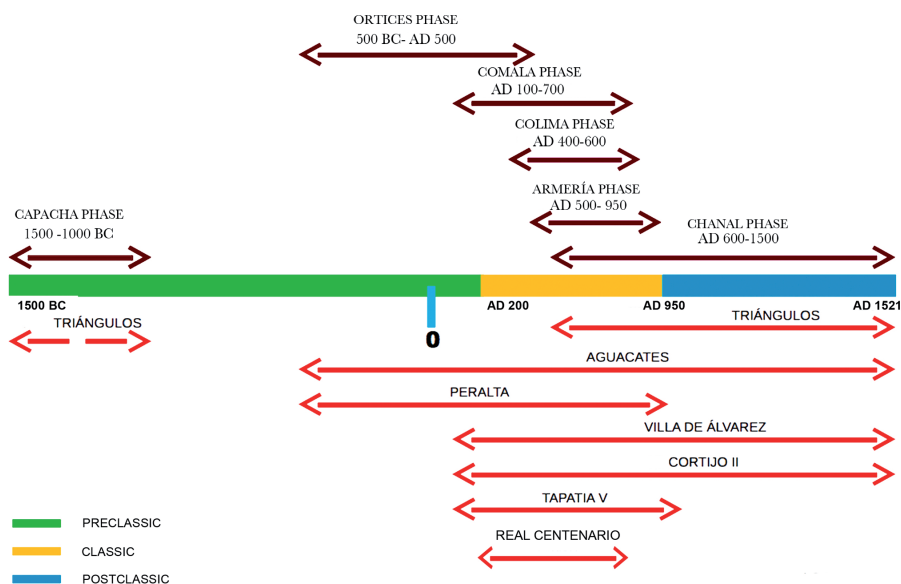 ORTICES PHASE
500 BC- AD 500
COMALA PHASE
AD 100-700
COLIMA PHASE
AD 400-600
ARMERÍA PHASE
AD 500- 950
CAPACHA PHASE
1500 -1000 BC
CHANAL PHASE
AD 600-1500
1500 BC
AD 200
AD 950
AD 1521
0
TRIÁNGULOS
TRIÁNGULOS
AGUACATES
PERALTA
VILLA DE ÁLVAREZ
CORTIJO II
TAPATIA V
REAL CENTENARIO
PRECLASSIC
CLASSIC
POSTCLASSIC